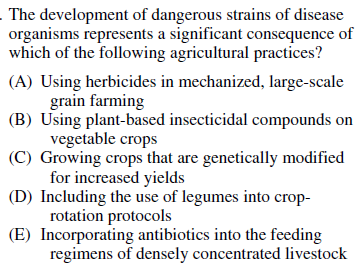 . The development of dangerous strains of disease
organisms represents a significant consequence of
which of the following agricultural practices?
(A) Using herbicides in mechanized, large-scale
grain farming
(B) Using plant-based insecticidal compounds on
vegetable crops
(C) Growing crops that are genetically modified
for increased yields
(D) Including the use of legumes into crop-
rotation protocols
(E) Incorporating antibiotics into the feeding
regimens of densely concentrated livestock